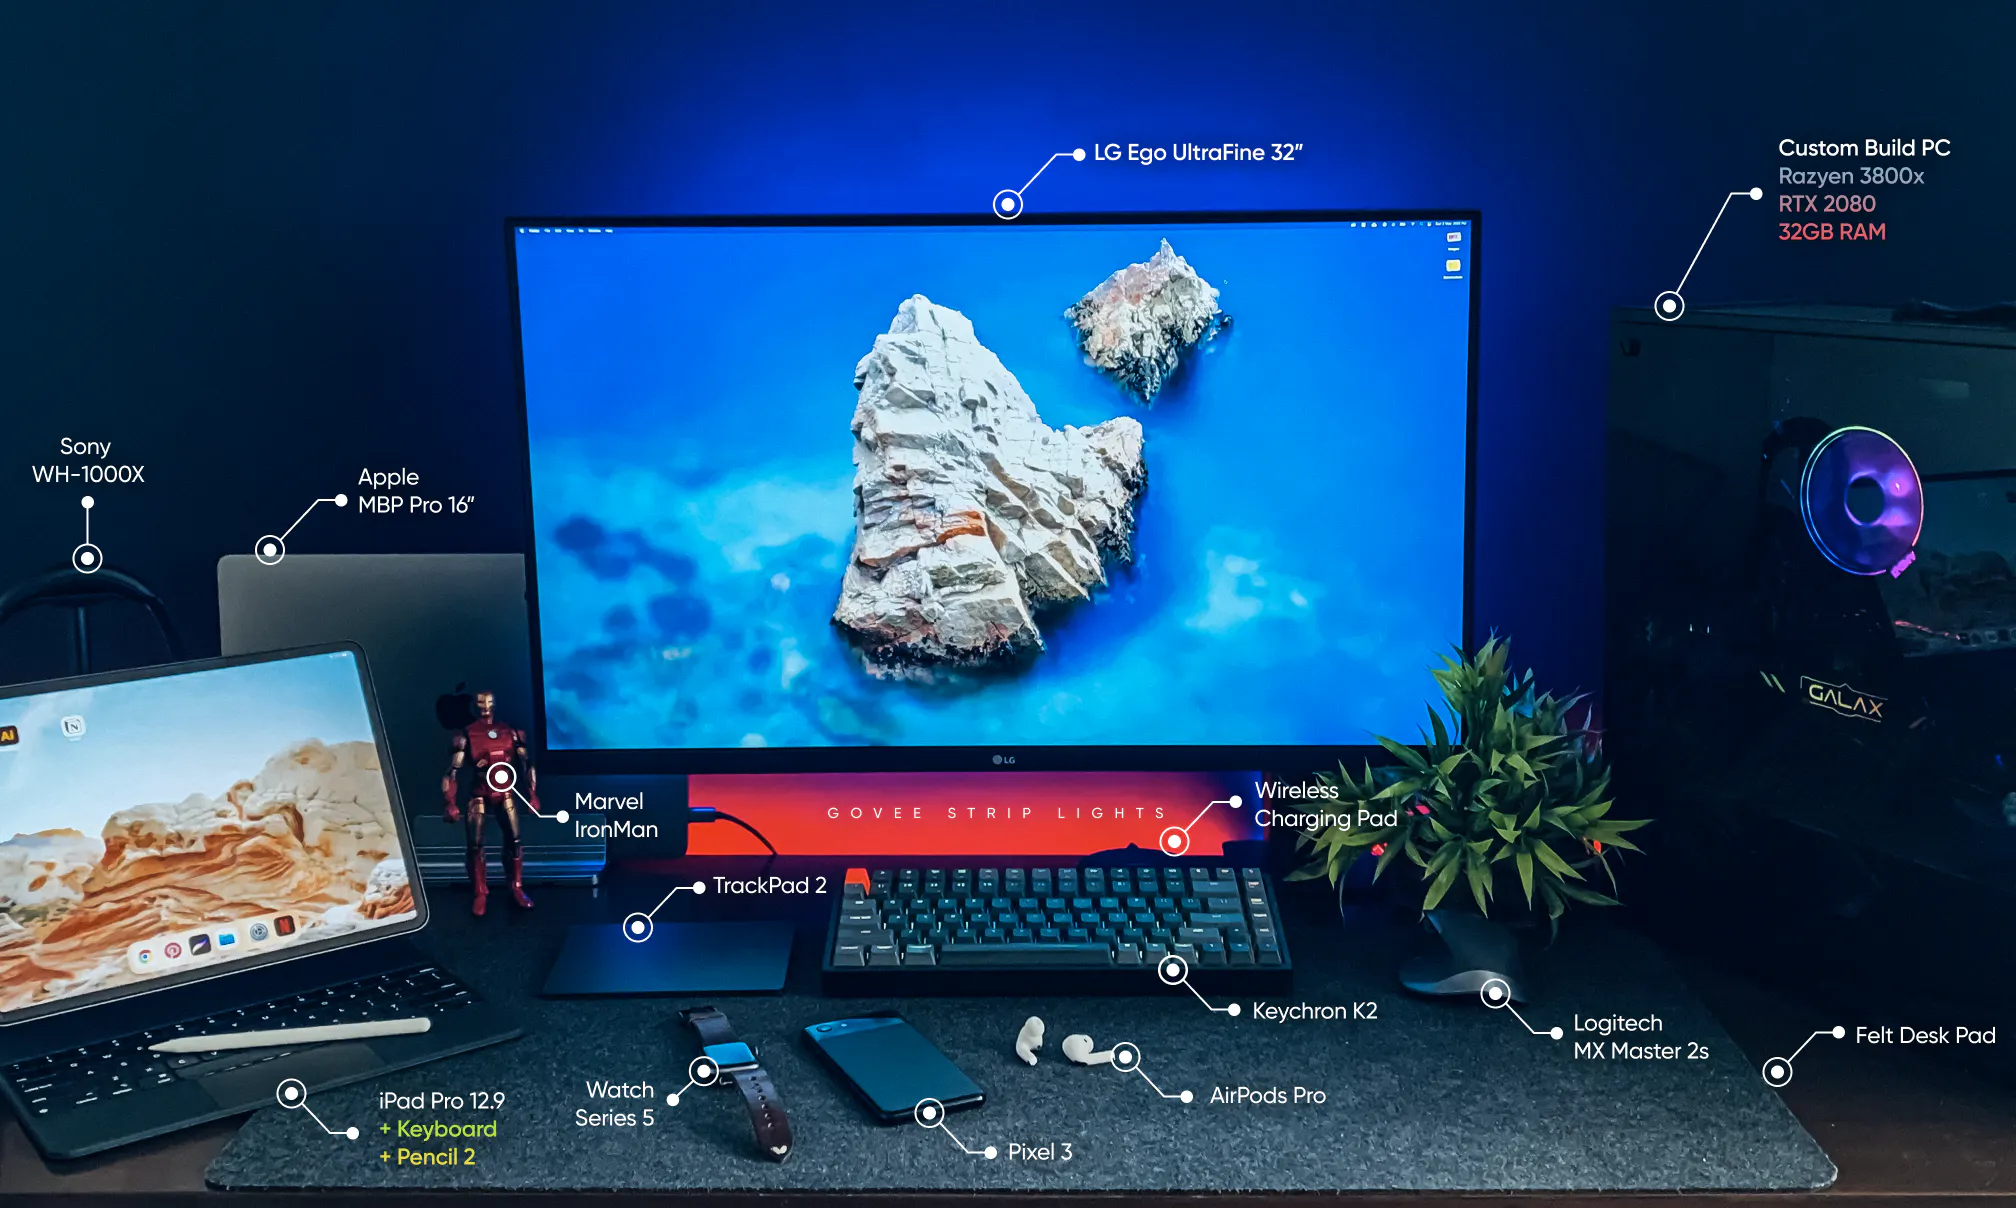 LG Ego UltraFine 32"
Custom Build PC
Razyen 3800x
RTX 2080
32GB RAM
Sony
WH-1000X
Apple
MBP Pro 16"
GALAX
LG
Ai
N
Marvel
IronMan
GOVEE STRIP LIGHTS
Wireless
Charging Pad
TrackPad 2
Keychron K2
Logitech
MX Master 2s
Felt Desk Pad
iPad Pro 12.9
+ Keyboard
+ Pencil 2
Watch
Series 5
AirPods Pro
Pixel 3